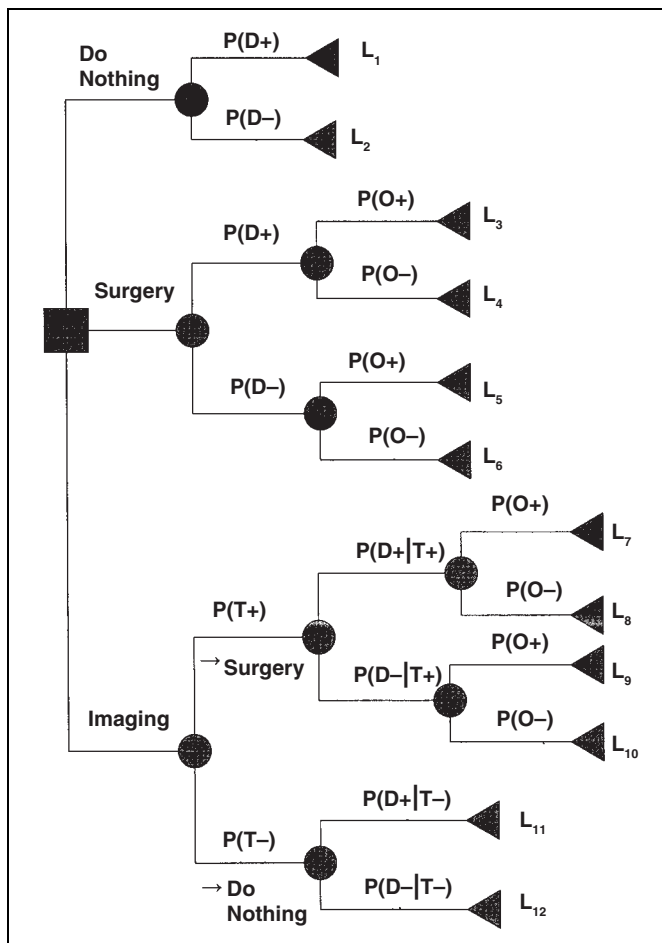 P(D+)
L₁
Do
Nothing
P(D–)
L₂
P(O+)
L₃
P(D+)
P(O–)
L₄
Surgery
P(O+)
L₅
P(D–)
P(O–)
L₆
P(O+)
L₇
P(D+|T+)
P(O–)
L₈
P(T+)
→ Surgery
P(O+)
L₉
P(D–|T+)
P(O–)
L₁₀
Imaging
P(D+|T–)
L₁₁
P(T–)
→ Do
Nothing
P(D–|T–)
L₁₂